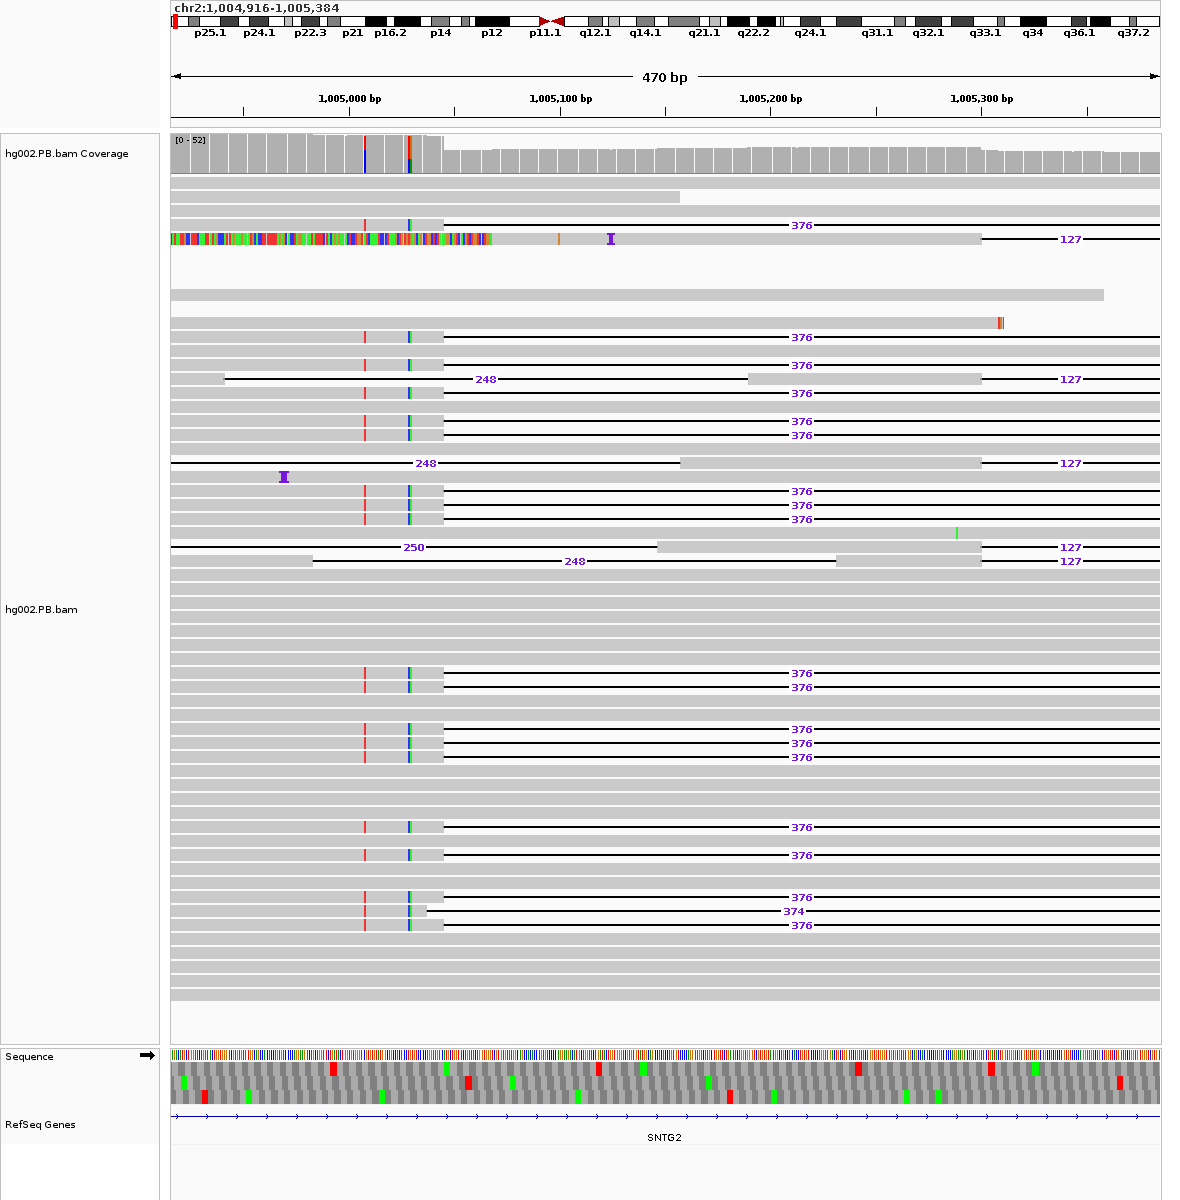 chr2:1,004,916-1,005,384
p25.1 p24.1 p22.3 p21 p16.2 p14 p12 p11.1 q12.1 q14.1 q21.1 q22.2 q24.1 q31.1 q32.1 q33.1 q34 q36.1 q37.2
470 bp
1,005,000 bp 1,005,100 bp 1,005,200 bp 1,005,300 bp
[0 - 52]
hg002.PB.bam Coverage
376
127
376
376
248 127
376
376
376
248 127
376
376
376
250 127
248 127
hg002.PB.bam
376
376
376
376
376
376
376
376
374
376
Sequence
RefSeq Genes
SNTG2